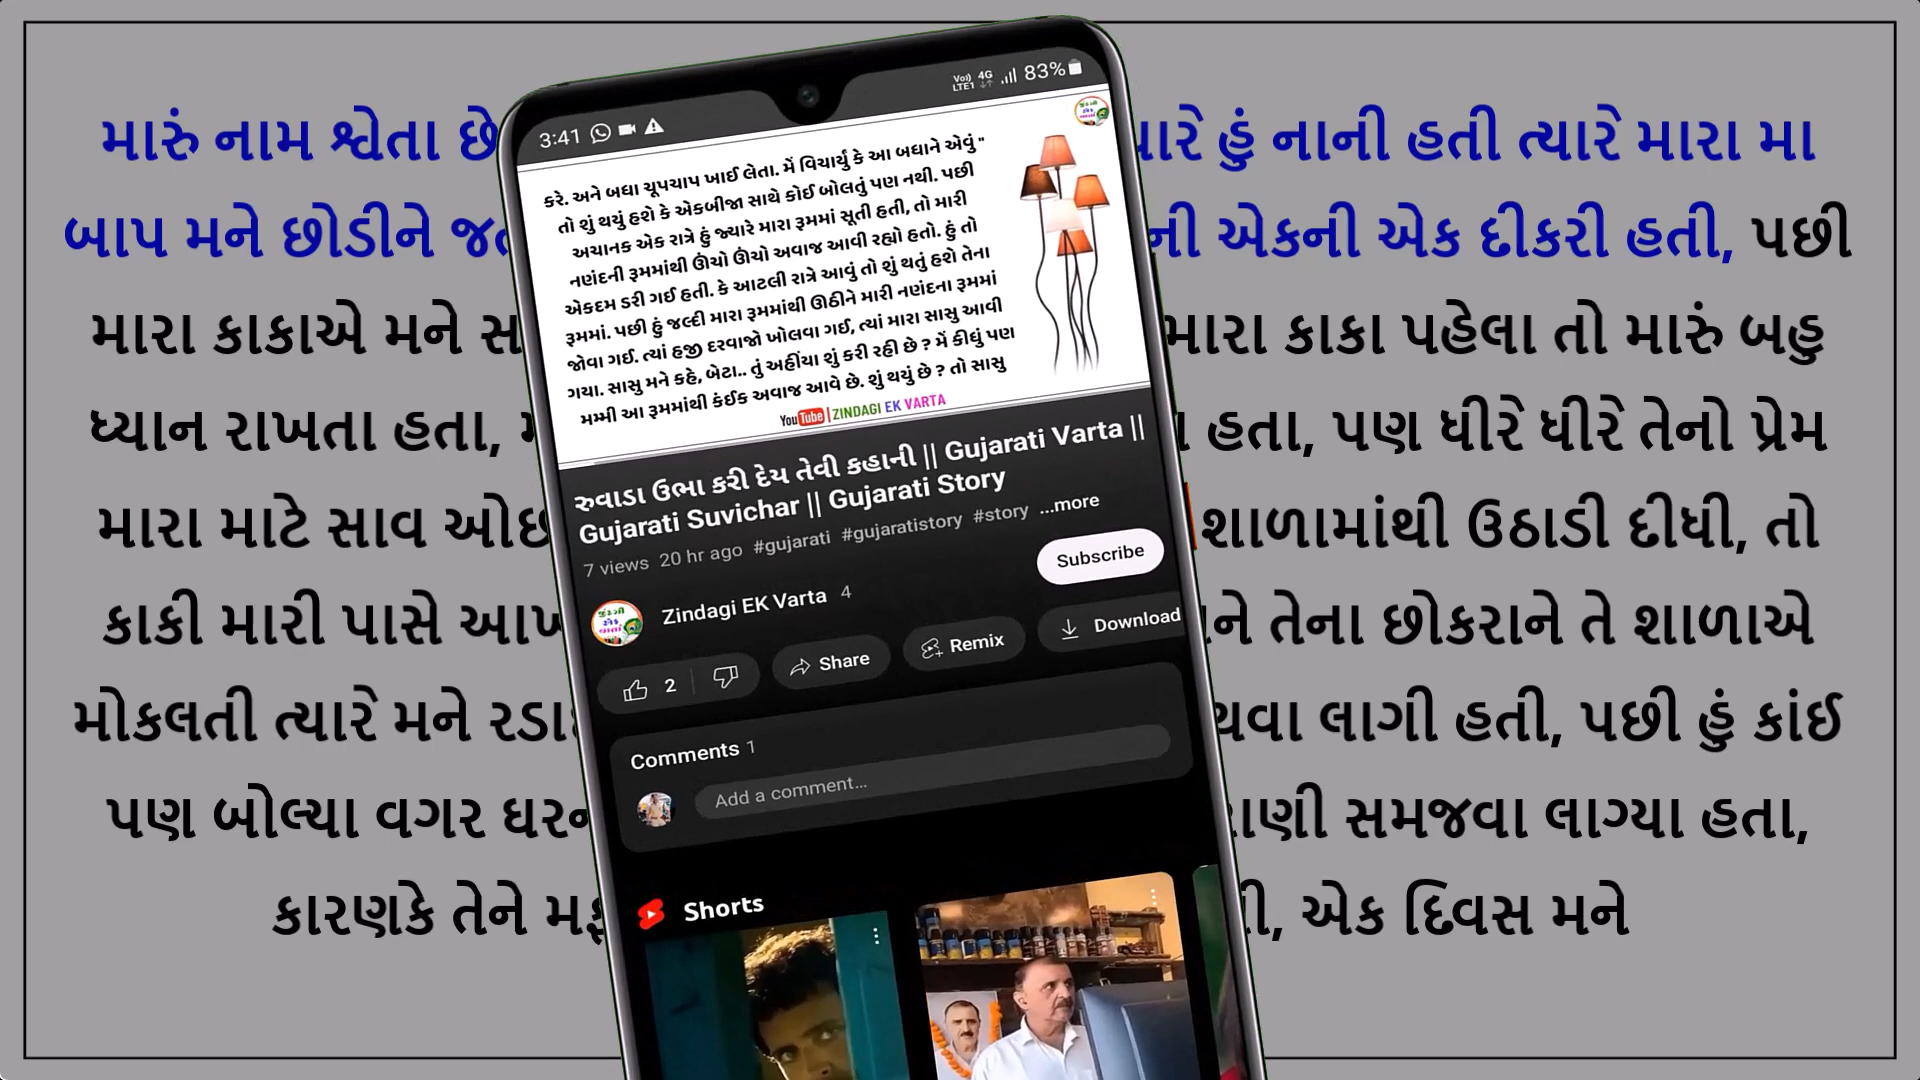 મારું નામ શ્વેતા છે
બાપ મને છોડીને
મારા કાકાએ મને
ધ્યાન રાખતા હતા,
મારા માટે સાવ
કાકી મારી પાસે
મોકલતી ત્યારે મને
પણ બોલ્યા વગર
કારણકે તેને
હું નાની હતી ત્યારે મારા મા
એકની એક દીકરી હતી, પછી
મારા કાકા પહેલા તો મારું બહુ
હતા, પણ ધીરે ધીરે તેનો પ્રેમ
શાળામાંથી ઉઠાડી દીધી, તો
તેના છોકરાને તે શાળાએ
થવા લાગી હતી, પછી હું કાંઈ
સમજવા લાગ્યા હતા,
એક દિવસ મને
3:41 Vo) LTE1 4G 83%
કરે. અને બધા ચૂપચાપ ખાઈ લેતા. મેં વિચાર્યું કે આ બધાને એવું "
તો શું થયું હશે કે એકબીજા સાથે કોઈ બોલતું પણ નથી. પછી
અચાનક એક રાત્રે હું જ્યારે મારા રૂમમાં સૂતી હતી, તો મારી
નણંદની રૂમમાંથી ઊંચો ઊંચો અવાજ આવી રહ્યો હતો. હું તો
એકદમ ડરી ગઈ હતી. કે આટલી રાત્રે આવું તો શું થતું હશે તેના
રૂમમાં. પછી હું જલ્દી મારા રૂમમાંથી ઊઠીને મારી નણંદના રૂમમાં
જોવા ગઈ. ત્યાં હજી દરવાજો ખોલવા ગઈ, ત્યાં મારા સાસુ આવી
ગયા. સાસુ મને કહે, બેટા.. તું અહીંયા શું કરી રહી છે ? મેં કીધું પણ
મમ્મી આ રૂમમાંથી કંઈક અવાજ આવે છે. શું થયું છે ? તો સાસુ
YouTube | ZINDAGI EK VARTA
રુવાડા ઉભા કરી દેય તેવી કહાની || Gujarati Varta ||
Gujarati Suvichar || Gujarati Story
7 views 20 hr ago #gujarati #gujaratistory #story ...more
Zindagi EK Varta 4
Subscribe
2 Share Remix Download
Comments 1
Add a comment...
Shorts